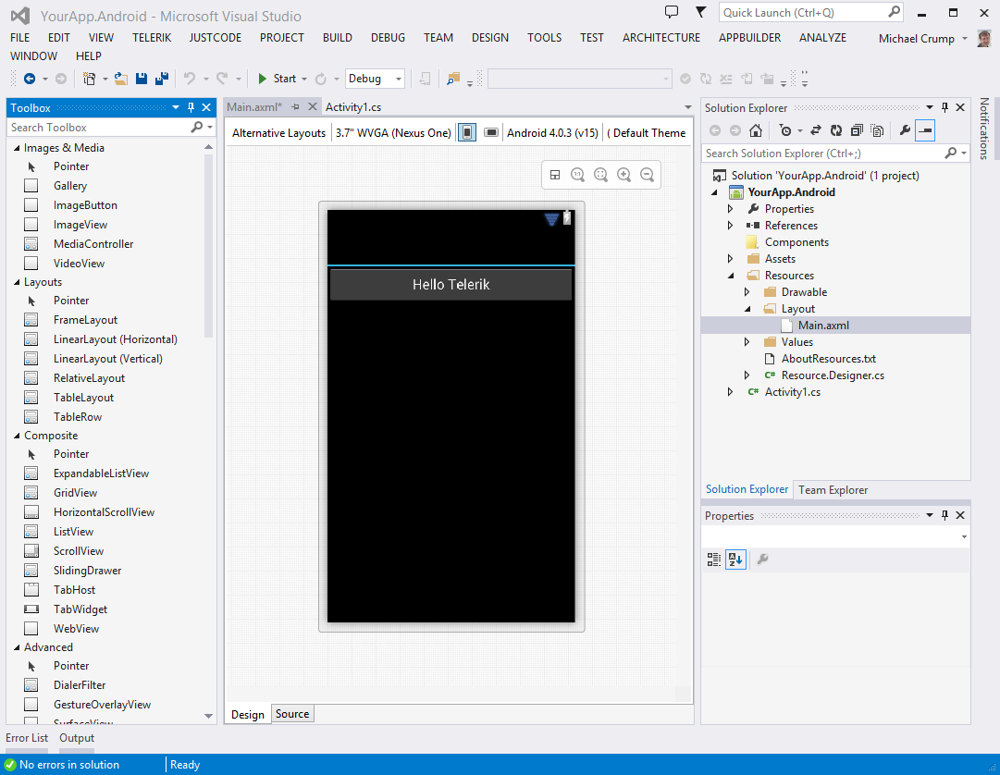 YourApp.Android - Microsoft Visual Studio
Quick Launch (Ctrl+Q)
FILE EDIT VIEW TELERIK JUSTCODE PROJECT BUILD DEBUG TEAM DESIGN TOOLS TEST ARCHITECTURE APPBUILDER ANALYZE Michael Crump
WINDOW HELP
Start Debug
Toolbox
Search Toolbox
Images & Media
Pointer
Gallery
ImageButton
ImageView
MediaController
VideoView
Layouts
Pointer
FrameLayout
LinearLayout (Horizontal)
LinearLayout (Vertical)
RelativeLayout
TableLayout
TableRow
Composite
Pointer
ExpandableListView
GridView
HorizontalScrollView
ListView
ScrollView
SlidingDrawer
TabHost
TabWidget
WebView
Advanced
Pointer
DialerFilter
GestureOverlayView
SurfaceView
Main.axml* Activity1.cs
Alternative Layouts 3.7" WVGA (Nexus One) Android 4.0.3 (v15) ( Default Theme
Hello Telerik
Design Source
Solution Explorer
Search Solution Explorer (Ctrl+;)
Solution 'YourApp.Android' (1 project)
YourApp.Android
Properties
C# References
Components
Assets
Resources
Drawable
Layout
Main.axml
Values
AboutResources.txt
C# Resource.Designer.cs
C# Activity1.cs
Solution Explorer Team Explorer
Properties
Notifications
Error List Output
No errors in solution Ready